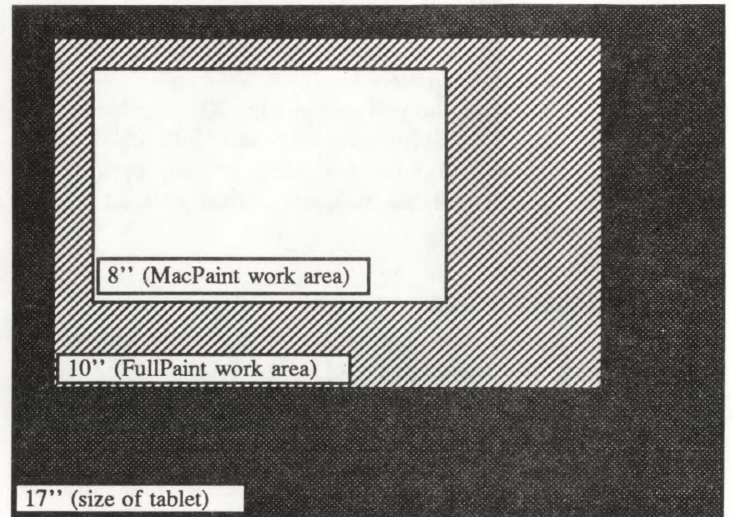 8'' (MacPaint work area)
10'' (FullPaint work area)
17'' (size of tablet)